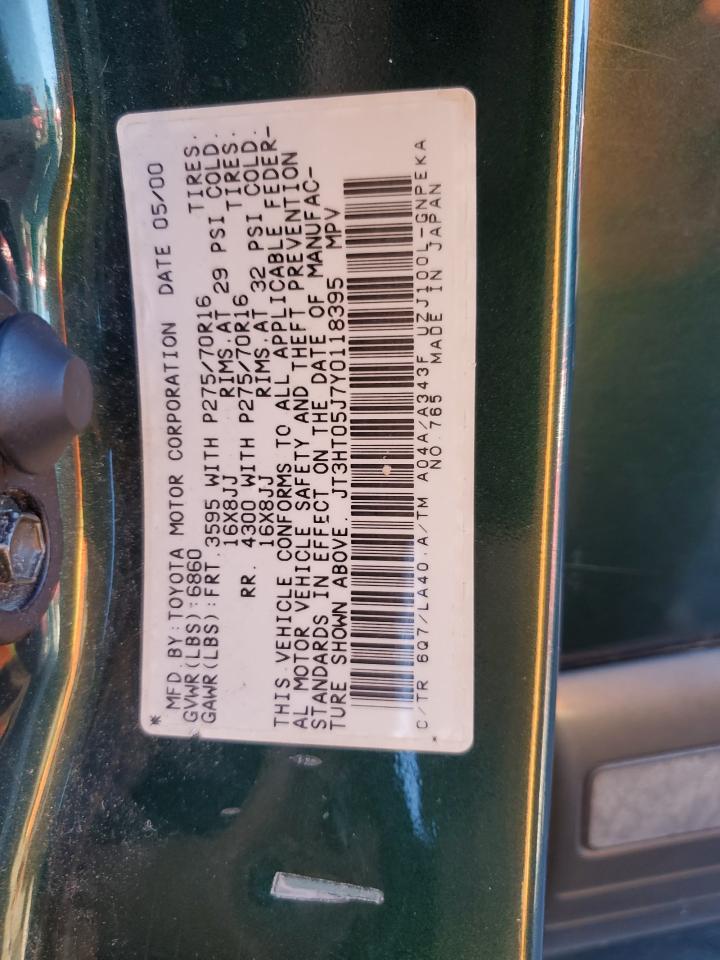 * MFD.BY:TOYOTA MOTOR CORPORATION DATE 05/00
GVWR(LBS):6860
GAWR(LBS):FRT.3595 WITH P275/70R16 TIRES.
16X8JJ RIMS.AT 29 PSI COLD.
RR. 4300 WITH P275/70R16 TIRES.
16X8JJ RIMS.AT 32 PSI COLD.
THIS VEHICLE CONFORMS TO ALL APPLICABLE FEDER-
AL MOTOR VEHICLE SAFETY AND THEFT PREVENTION
STANDARDS IN EFFECT ON THE DATE OF MANUFAC-
TURE SHOWN ABOVE. JT3HT05J7Y0118395 MPV
C/TR 6Q7/LA40.A/TM A04A/A343F UZJ100L-GNPEKA
* NO.765 MADE IN JAPAN